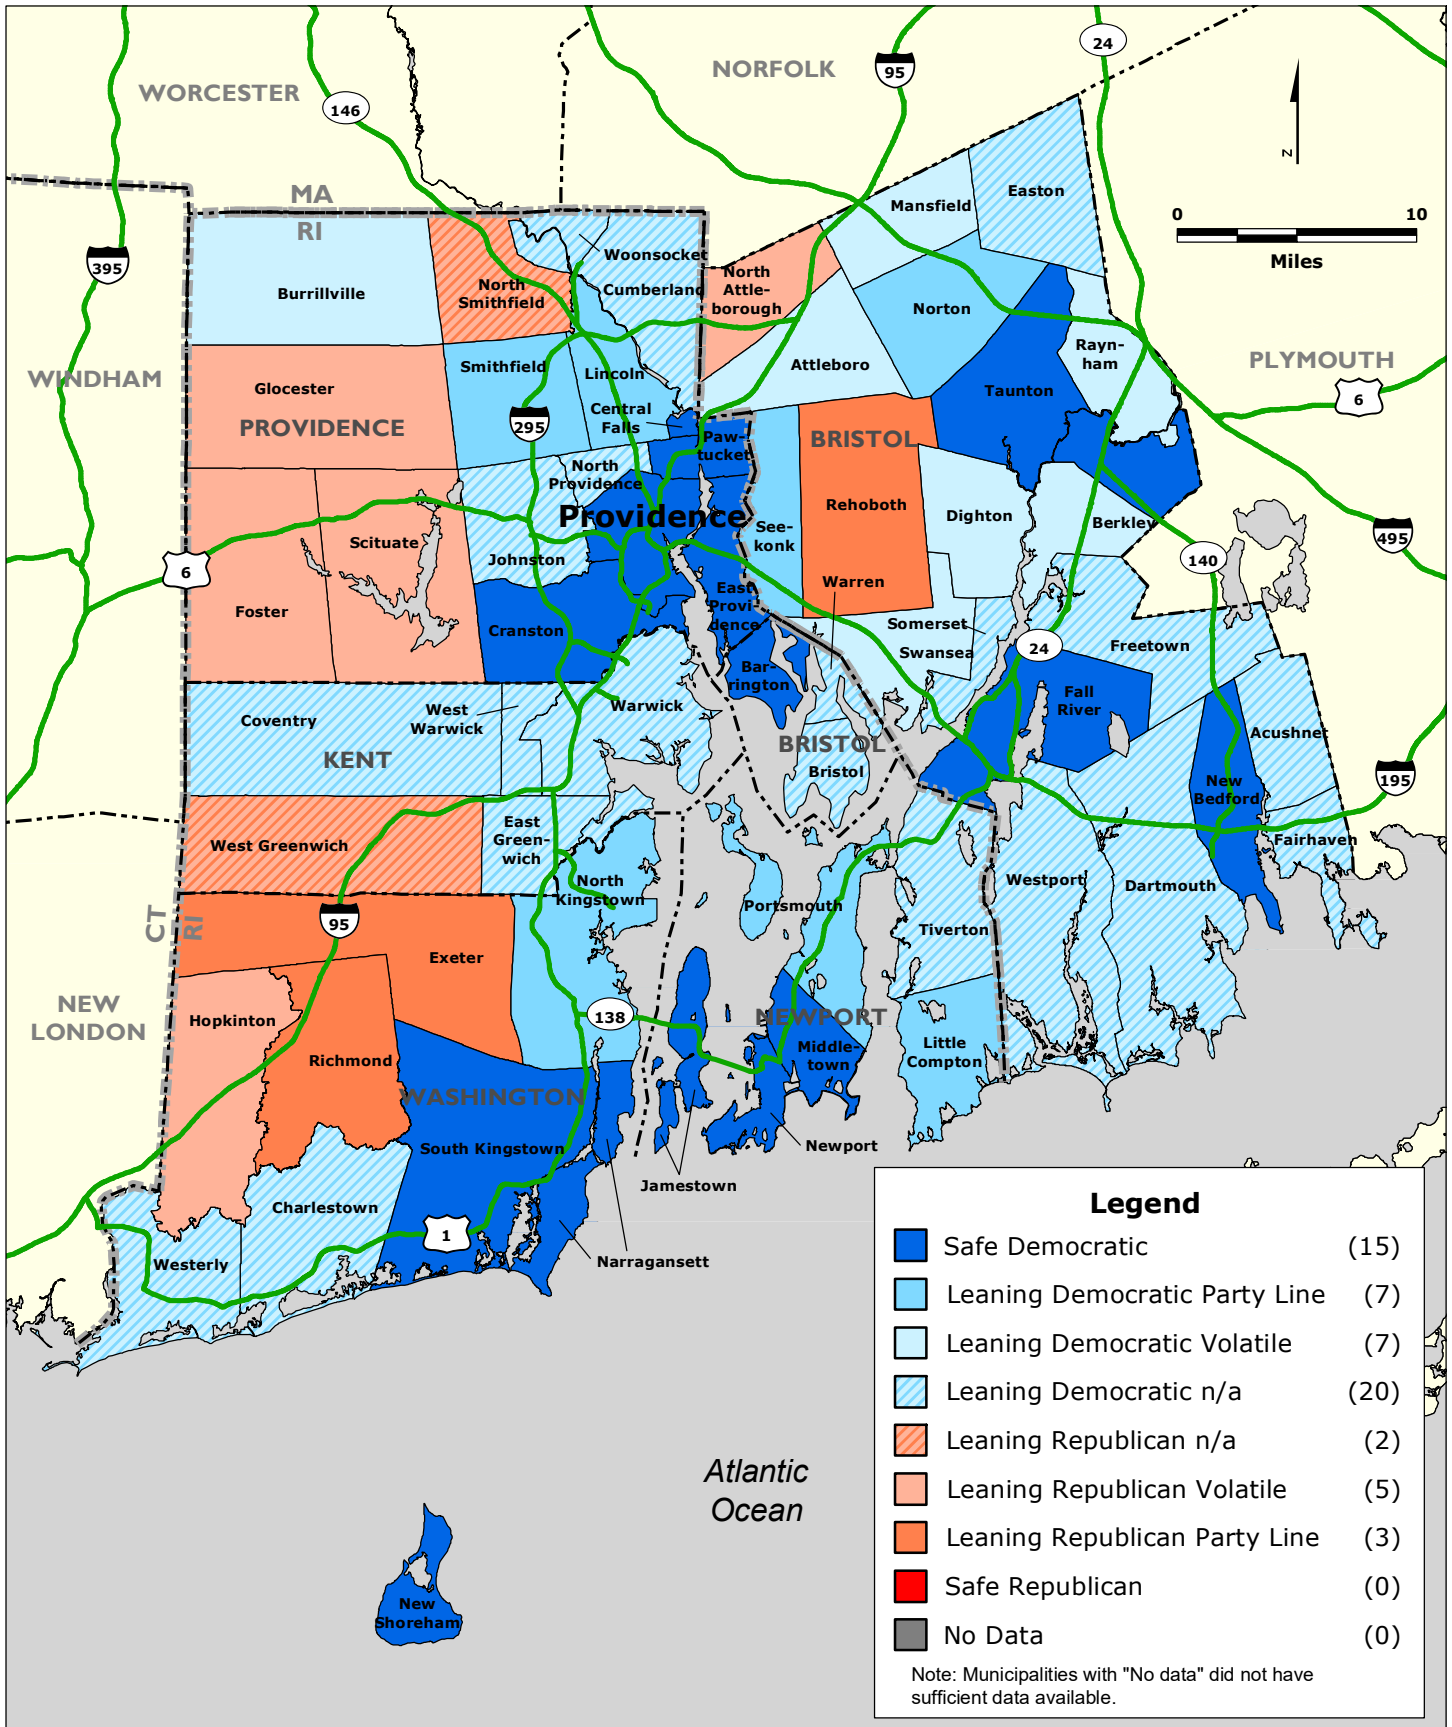 24
NORFOLK
95
WORCESTER
146
Easton
Mansfield
MA
RI
N
0
10
Miles
395
Woonsocket
North
Attle-
borough
Burrillville
North
Smithfield
Cumberland
Norton
Rayn-
ham
PLYMOUTH
Attleboro
Smithfield
Lincoln
WINDHAM
Glocester
Taunton
6
Central
Falls
295
PROVIDENCE
Paw-
tucket
BRISTOL
North
Providence
Rehoboth
Providence
Dighton
Berkley
See-
konk
495
Scituate
Johnston
140
6
Warren
East
Provi-
dence
Foster
Cranston
Somerset
Swansea
24
Freetown
Bar-
rington
Fall
River
Coventry
West
Warwick
Warwick
Acushnet
KENT
BRISTOL
Bristol
New
Bedford
195
East
Green-
wich
West Greenwich
Fairhaven
North
Kingstown
Westport
Dartmouth
Portsmouth
CT
RI
95
Tiverton
Exeter
NEW
LONDON
Hopkinton
138
NEWPORT
Middle-
town
Little
Compton
Richmond
WASHINGTON
South Kingstown
Newport
Jamestown
Charlestown
1
Narragansett
Westerly
Legend
Safe Democratic (15)
Leaning Democratic Party Line (7)
Leaning Democratic Volatile (7)
Leaning Democratic n/a (20)
Leaning Republican n/a (2)
Leaning Republican Volatile (5)
Leaning Republican Party Line (3)
Safe Republican (0)
No Data (0)
Note: Municipalities with "No data" did not have
sufficient data available.
Atlantic
Ocean
New
Shoreham